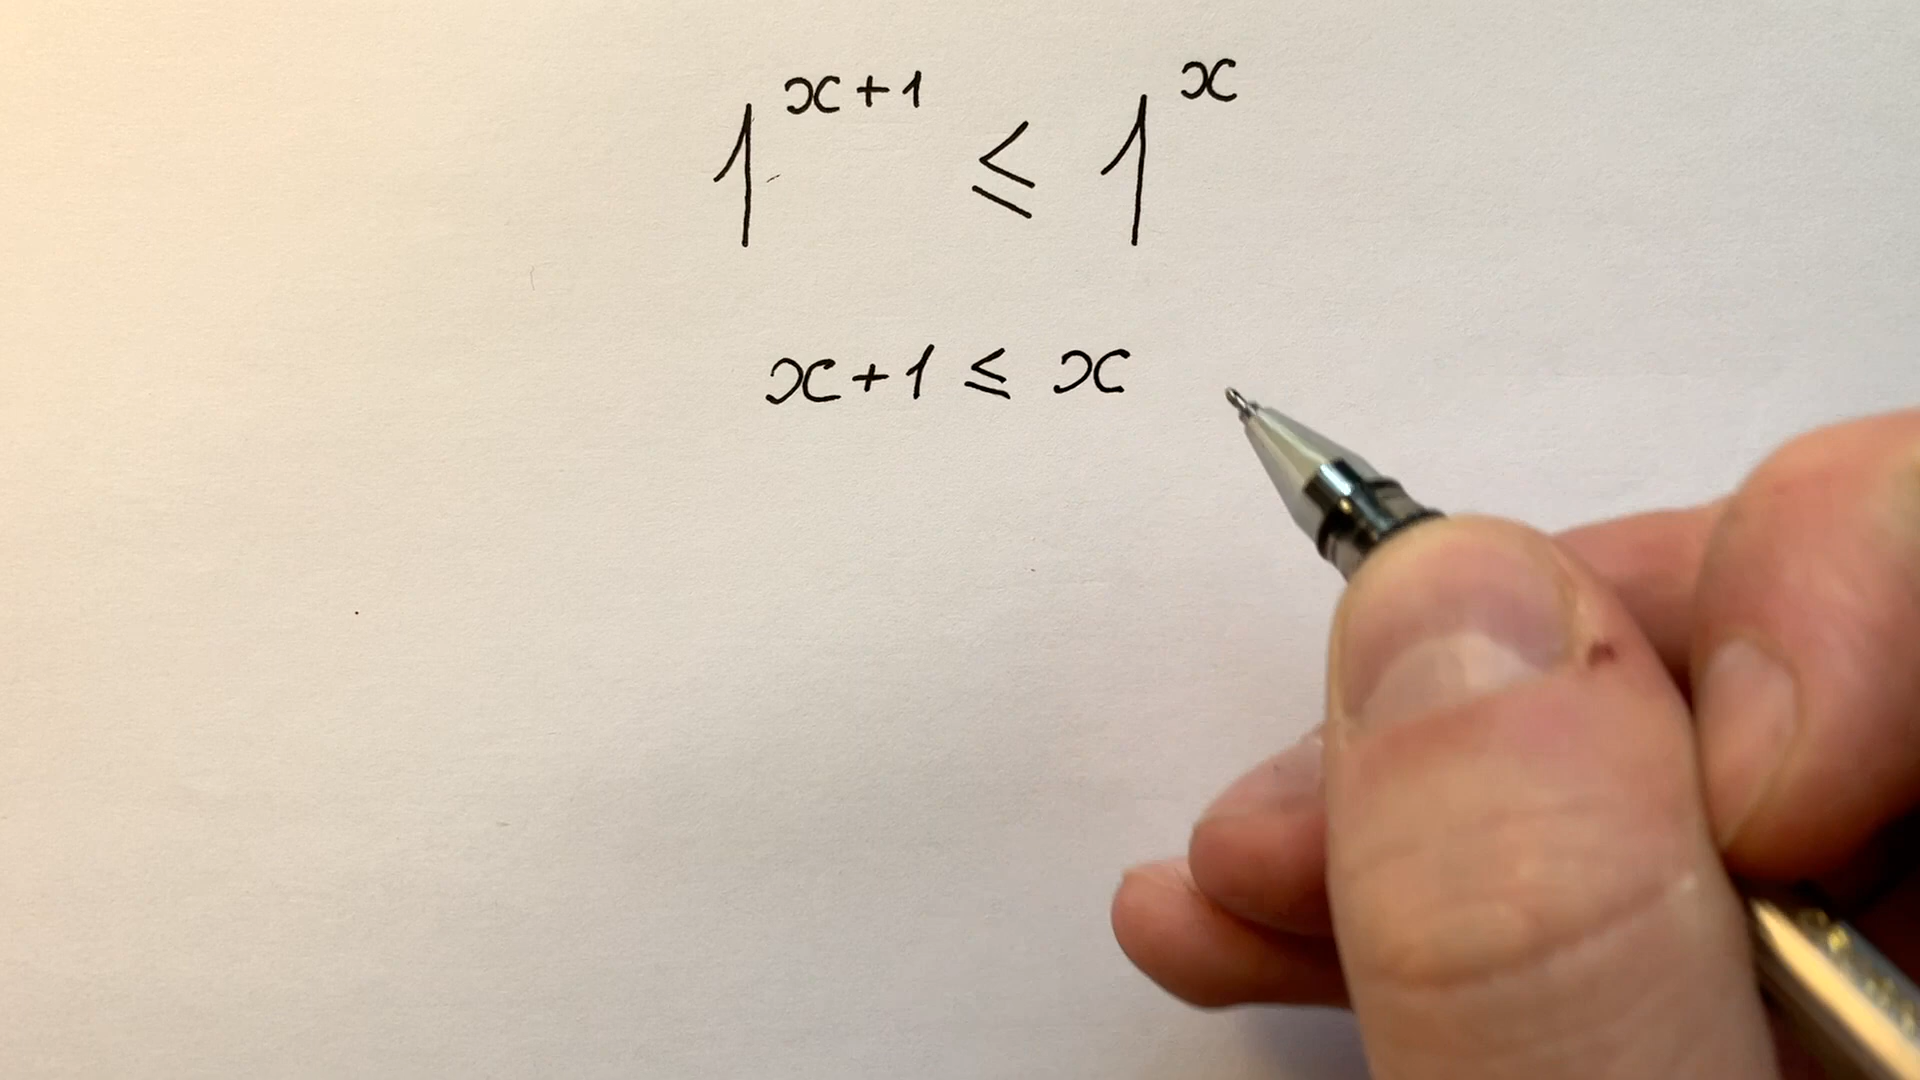 1^{x+1} ≤ 1^{x}
x+1 ≤ x